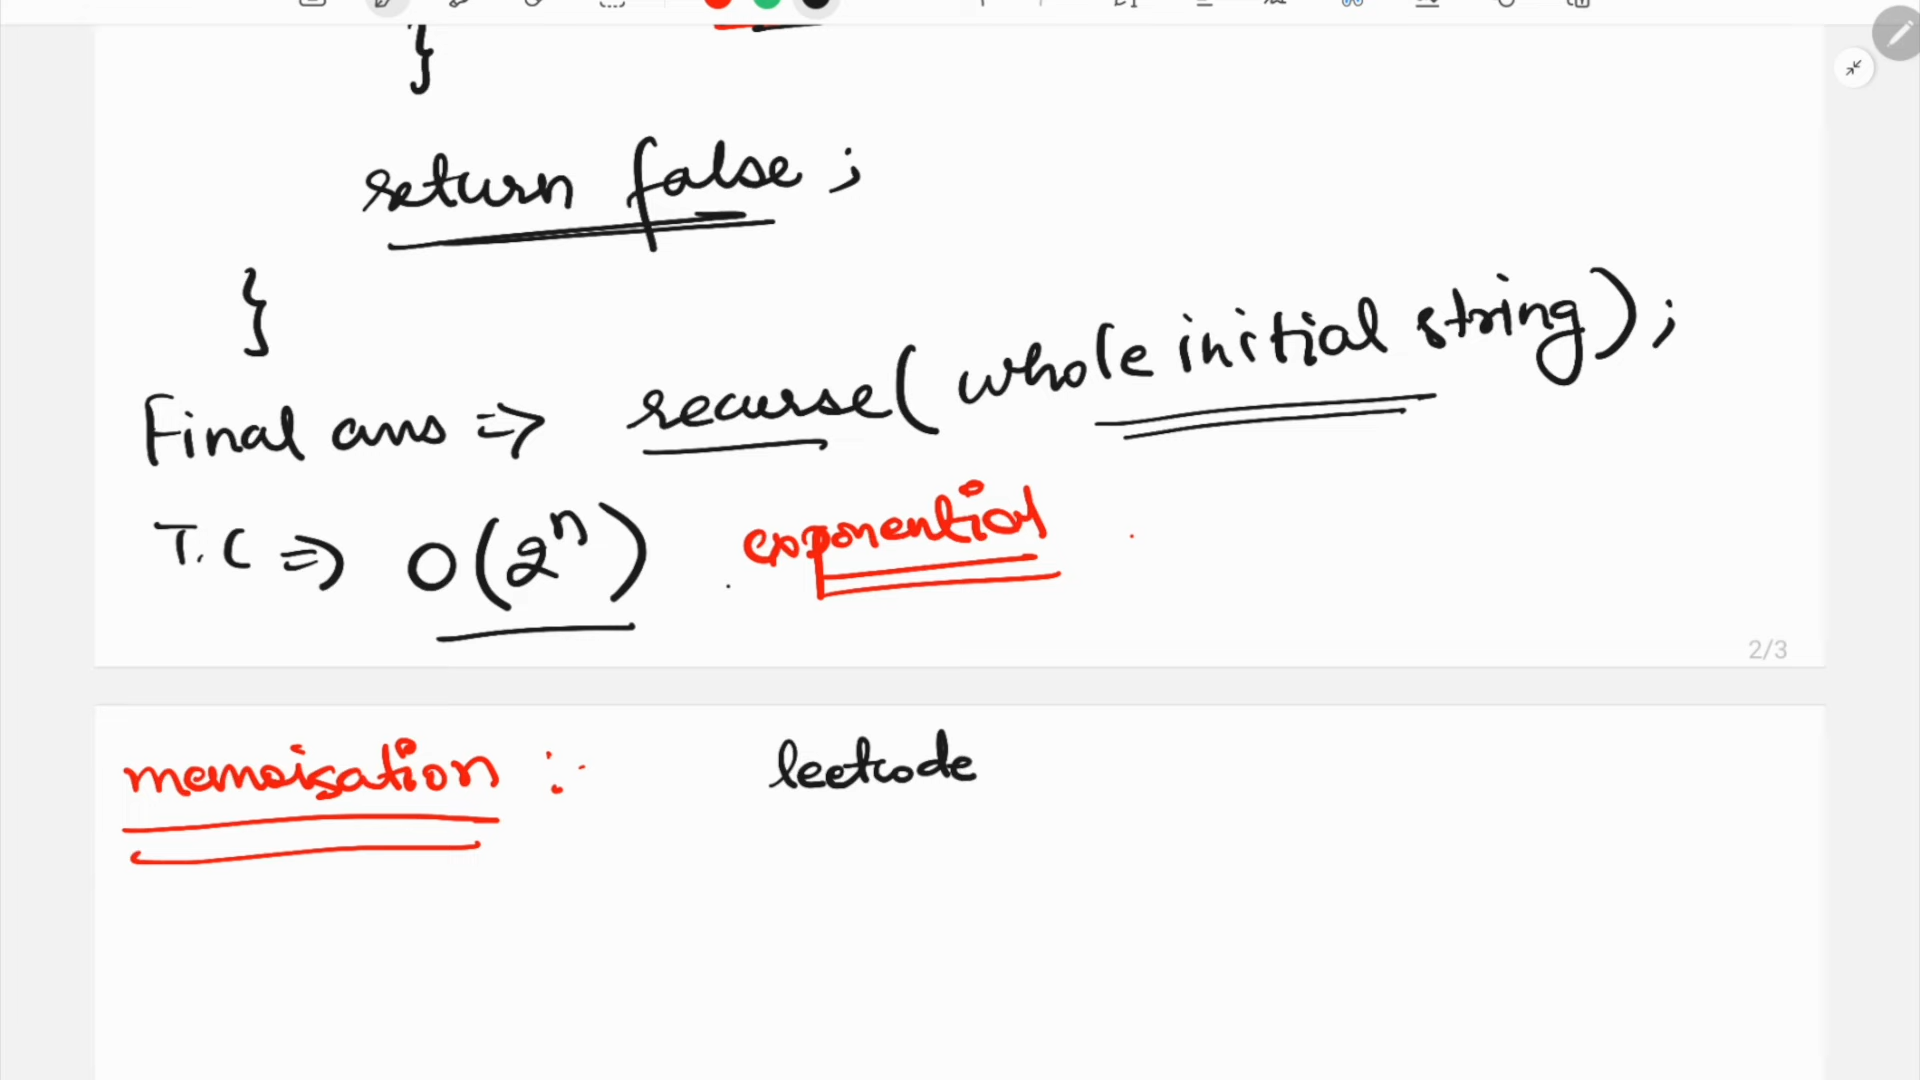 }
return false ;
}
Final ans => recurse( whole initial string) ;
T.C => O(2^n) exponential
2/3
memoisation : leetcode